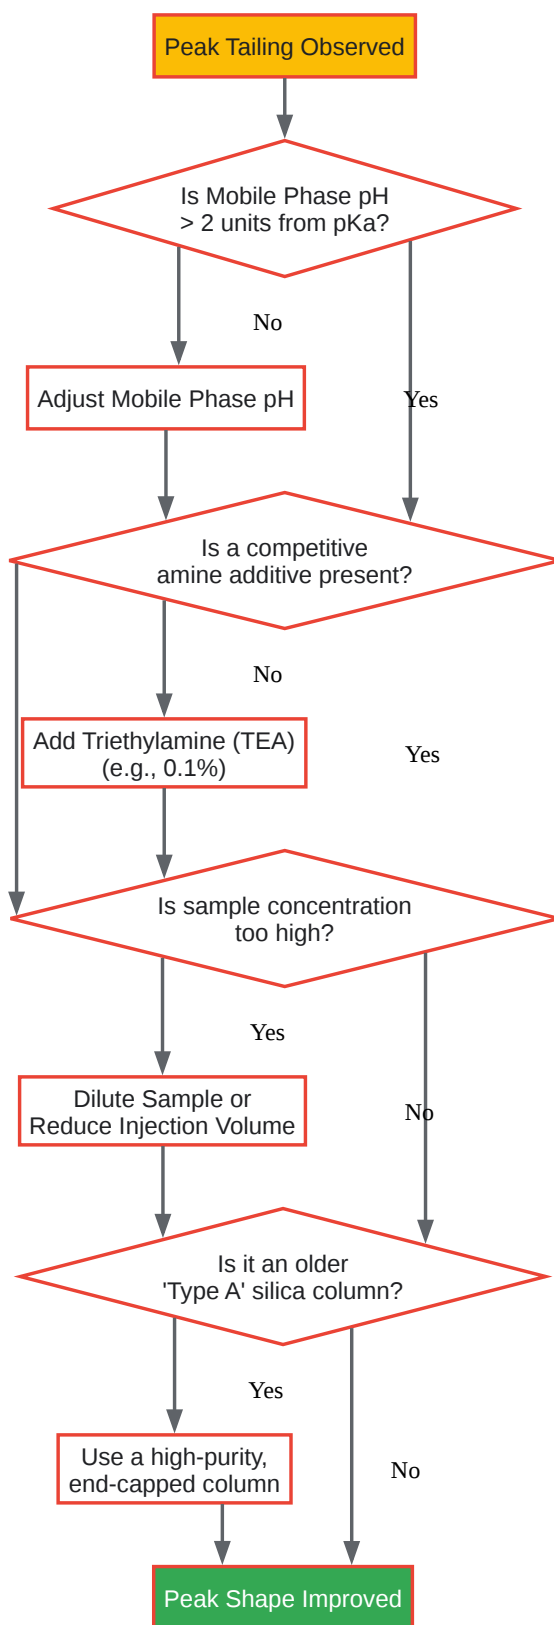 Peak Tailing Observed
Is Mobile Phase pH
> 2 units from pKa?
No
Adjust Mobile Phase pH
Yes
Is a competitive
amine additive present?
No
Add Triethylamine (TEA)
(e.g., 0.1%)
Yes
Is sample concentration
too high?
Yes
Dilute Sample or
Reduce Injection Volume
No
Is it an older
'Type A' silica column?
Yes
Use a high-purity,
end-capped column
No
Peak Shape Improved